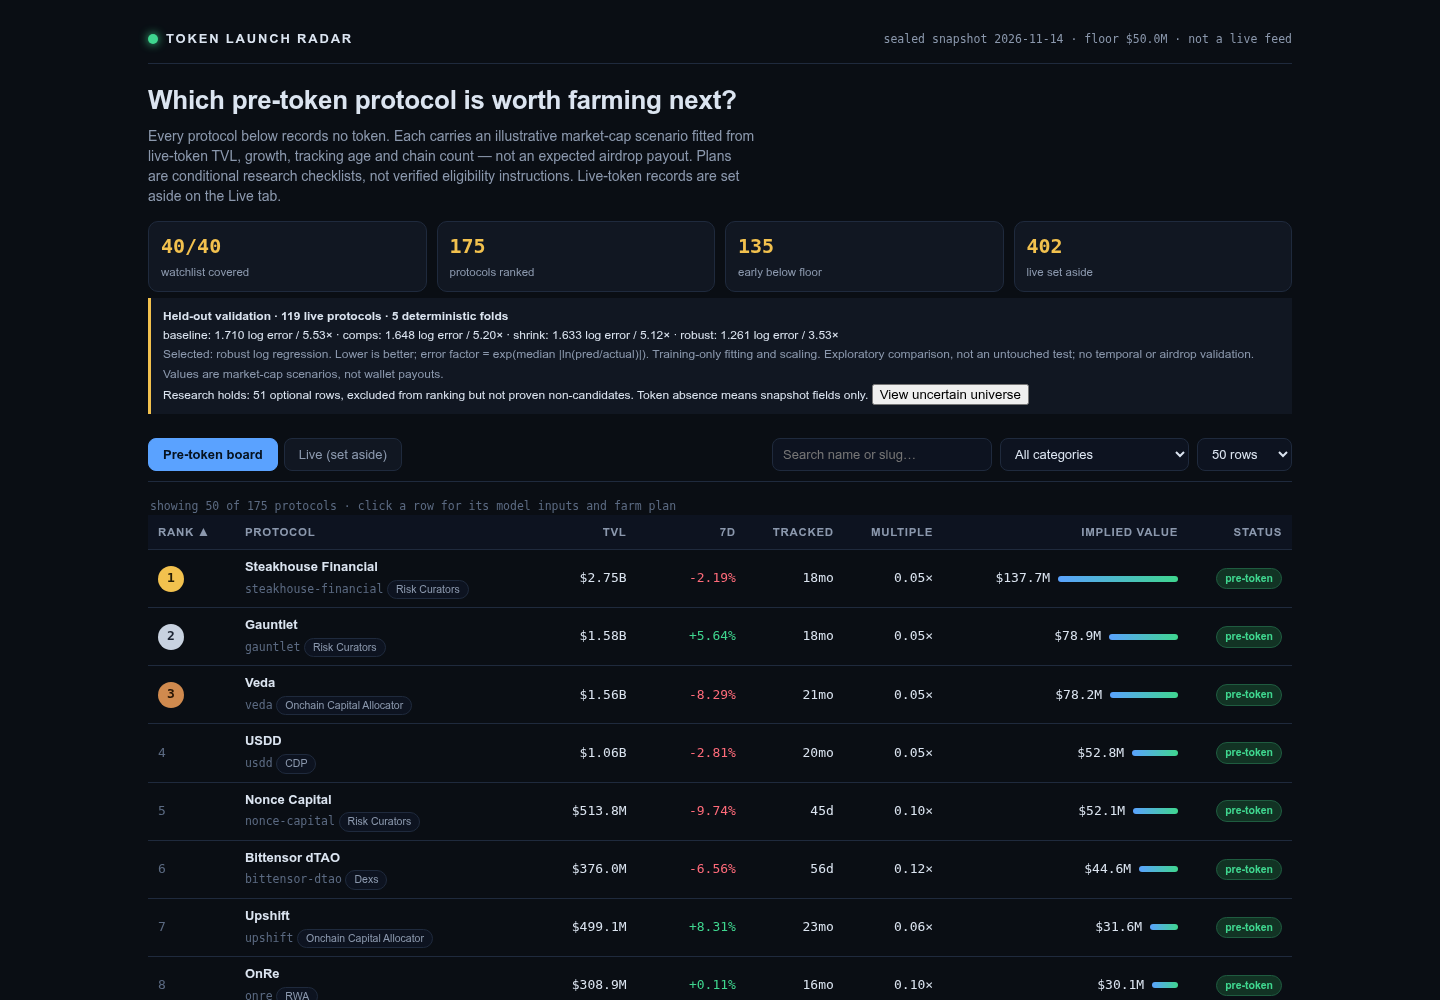 TOKEN LAUNCH RADAR
sealed snapshot 2026-11-14 · floor $50.0M · not a live feed
Which pre-token protocol is worth farming next?
Every protocol below records no token. Each carries an illustrative market-cap scenario fitted from
live-token TVL, growth, tracking age and chain count — not an expected airdrop payout. Plans
are conditional research checklists, not verified eligibility instructions. Live-token records are set
aside on the Live tab.
40/40 175 135 402
watchlist covered protocols ranked early below floor live set aside
Held-out validation · 119 live protocols · 5 deterministic folds
baseline: 1.710 log error / 5.53× · comps: 1.648 log error / 5.20× · shrink: 1.633 log error / 5.12× · robust: 1.261 log error / 3.53×
Selected: robust log regression. Lower is better; error factor = exp(median |ln(pred/actual)|). Training-only fitting and scaling. Exploratory comparison, not an untouched test; no temporal or airdrop validation.
Values are market-cap scenarios, not wallet payouts.
Research holds: 51 optional rows, excluded from ranking but not proven non-candidates. Token absence means snapshot fields only. View uncertain universe
Pre-token board Live (set aside) Search name or slug... All categories 50 rows
showing 50 of 175 protocols · click a row for its model inputs and farm plan
RANK ▲ PROTOCOL TVL 7D TRACKED MULTIPLE IMPLIED VALUE STATUS
1 Steakhouse Financial $2.75B -2.19% 18mo 0.05× $137.7M pre-token
steakhouse-financial Risk Curators
2 Gauntlet $1.58B +5.64% 18mo 0.05× $78.9M pre-token
gauntlet Risk Curators
3 Veda $1.56B -8.29% 21mo 0.05× $78.2M pre-token
veda Onchain Capital Allocator
4 USDD $1.06B -2.81% 20mo 0.05× $52.8M pre-token
usdd CDP
5 Nonce Capital $513.8M -9.74% 45d 0.10× $52.1M pre-token
nonce-capital Risk Curators
6 Bittensor dTAO $376.0M -6.56% 56d 0.12× $44.6M pre-token
bittensor-dtao Dexs
7 Upshift $499.1M +8.31% 23mo 0.06× $31.6M pre-token
upshift Onchain Capital Allocator
8 OnRe $308.9M +0.11% 16mo 0.10× $30.1M pre-token
onre RWA